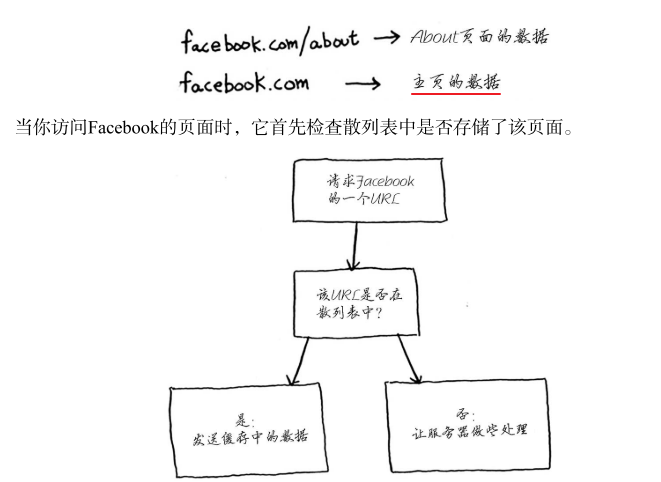 facebook.com/about → About页面的数据
facebook.com → 主页的数据
当你访问Facebook的页面时，它首先检查散列表中是否存储了该页面。
请求Facebook
的一个URL
该URL是否在
散列表中？
是：
发送缓存中的数据
否：
让服务器做些处理